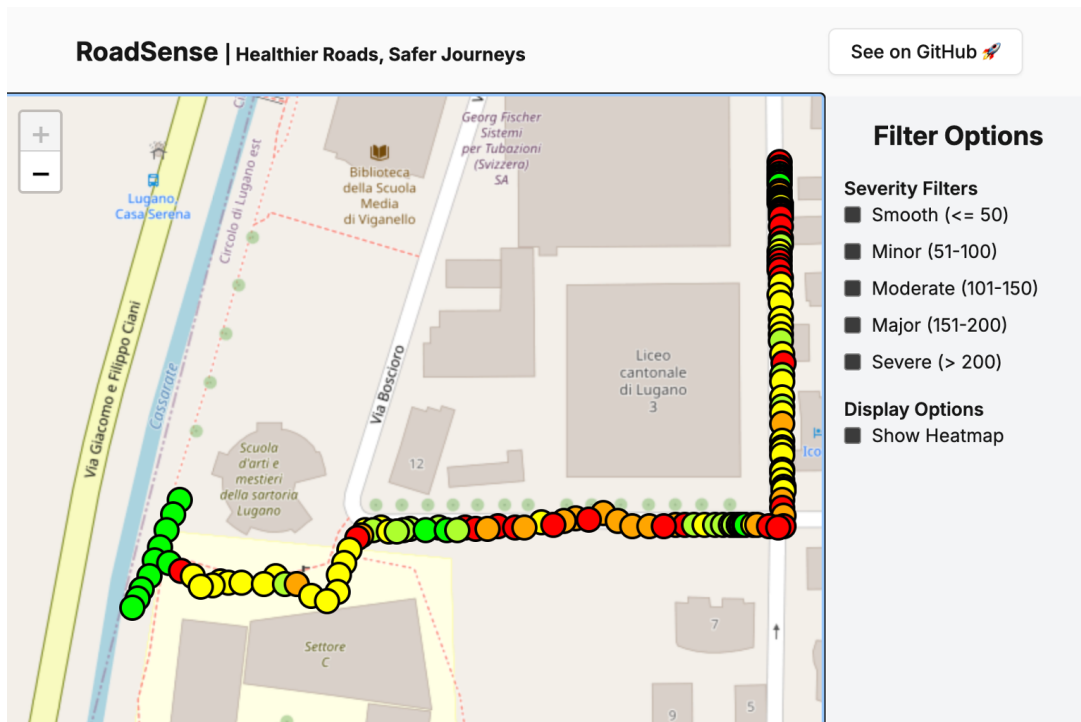 RoadSense | Healthier Roads, Safer Journeys
See on GitHub 🚀
+
−
Lugano,
Casa Serena
Via Giacomo e Filippo Ciani
Cassarate
Circolo di Lugano est
Biblioteca
della Scuola
Media
di Viganello
Georg Fischer
Sistemi
per Tubazioni
(Svizzera)
SA
Via Boscioro
Liceo
cantonale
di Lugano
3
12
Scuola
d'arti e
mestieri
della sartoria
Lugano
Settore
C
7
9
5
Ico
Filter Options
Severity Filters
Smooth (<= 50)
Minor (51-100)
Moderate (101-150)
Major (151-200)
Severe (> 200)
Display Options
Show Heatmap